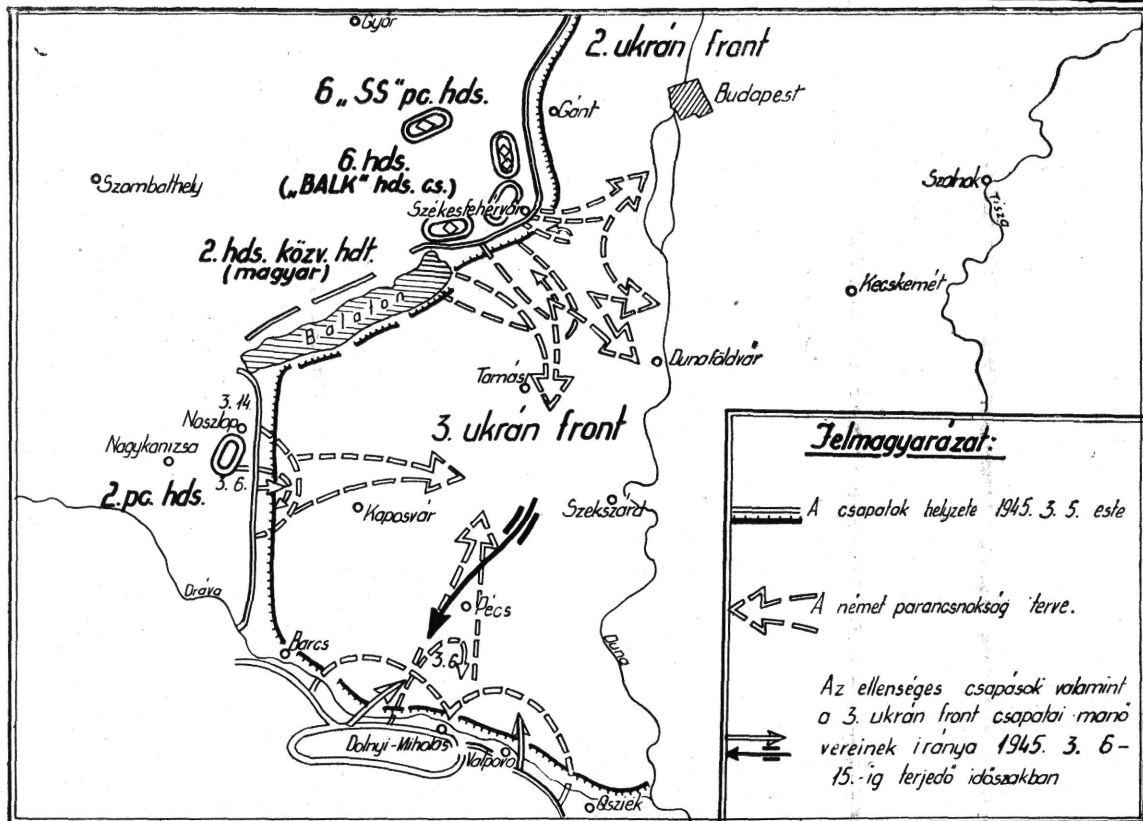 Győr
2. ukrán front
6 „SS" pc. hds.
Budapest
Gánt
6. hds.
(„BALK" hds. cs.)
Szombathely
Szolnok
Tisza
Székesfehérvár
2. hds. közv. hdt.
(magyar)
Kecskemét
Balaton
Dunaföldvár
Tamás
3.14.
Noszlop
3. ukrán front
Nagykanizsa
3.6.
2. pc. hds.
Kaposvár
Szekszárd
Dráva
Pécs
Barcs
3.6.
Duna
Dolnyi-Miholás
Valpovo
Osziek
Jelmagyarázat:
A csapatok helyzete 1945. 3. 5. este
A német parancsnokság terve.
Az ellenséges csapások valamint
a 3. ukrán front csapatai manő
vereinek iránya 1945. 3. 6-
15.-ig terjedő időszakban